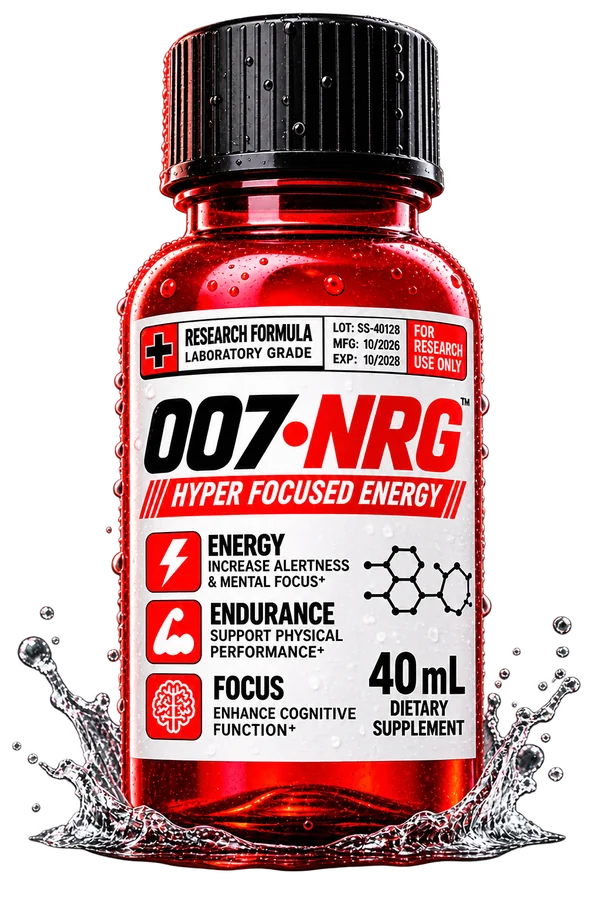 RESEARCH FORMULA
LABORATORY GRADE
LOT: SS-40128
MFG: 10/2026
EXP: 10/2028
FOR
RESEARCH
USE ONLY
007•NRG™
HYPER FOCUSED ENERGY
ENERGY
INCREASE ALERTNESS
& MENTAL FOCUS+
ENDURANCE
SUPPORT PHYSICAL
PERFORMANCE+
FOCUS
ENHANCE COGNITIVE
FUNCTION+
40 mL
DIETARY
SUPPLEMENT